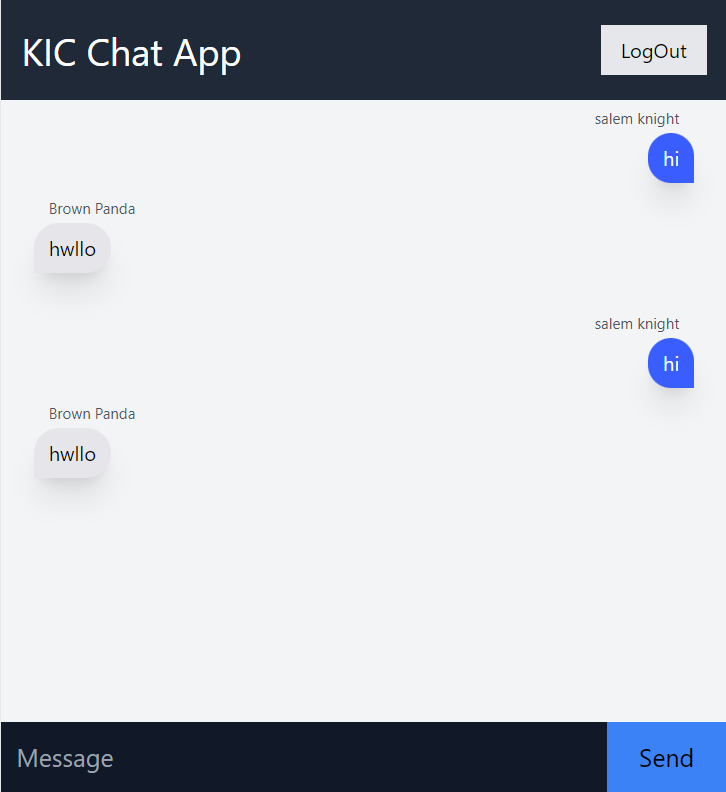 KIC Chat App
LogOut
salem knight
hi
Brown Panda
hwllo
salem knight
hi
Brown Panda
hwllo
Message
Send